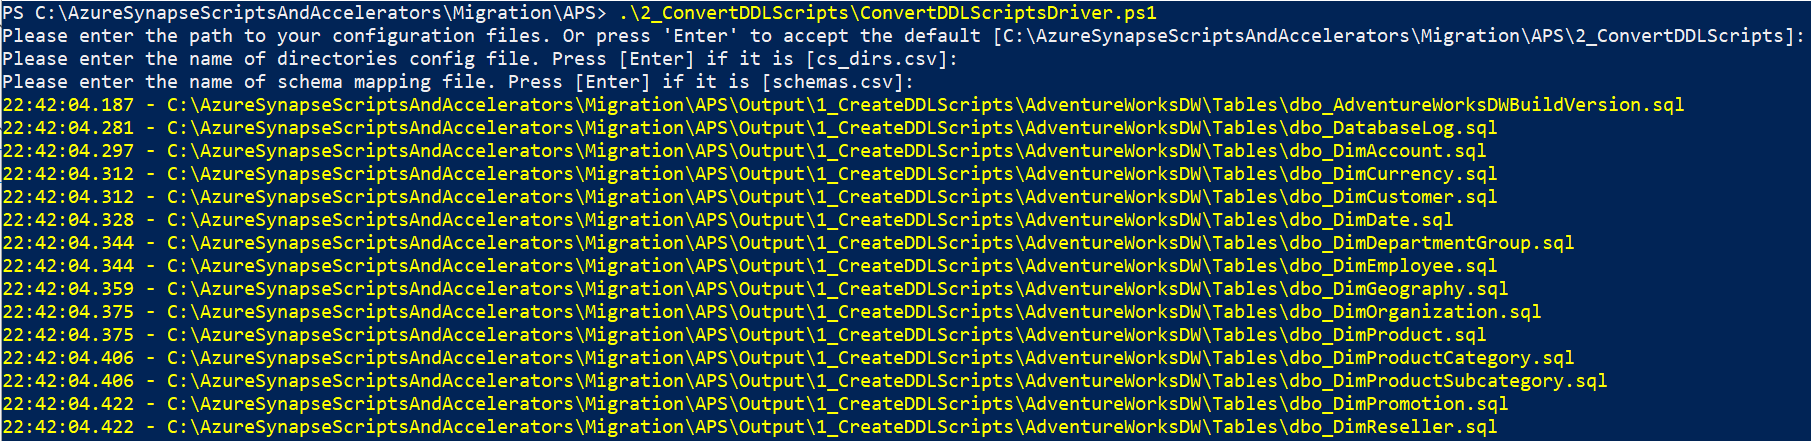 PS C:\AzureSynapseScriptsAndAccelerators\Migration\APS> .\2_ConvertDDLScripts\ConvertDDLScriptsDriver.ps1
Please enter the path to your configuration files. Or press 'Enter' to accept the default [C:\AzureSynapseScriptsAndAccelerators\Migration\APS\2_ConvertDDLScripts]:
Please enter the name of directories config file. Press [Enter] if it is [cs_dirs.csv]:
Please enter the name of schema mapping file. Press [Enter] if it is [schemas.csv]:
22:42:04.187 - C:\AzureSynapseScriptsAndAccelerators\Migration\APS\Output\1_CreateDDLScripts\AdventureWorksDW\Tables\dbo_AdventureWorksDWBuildVersion.sql
22:42:04.281 - C:\AzureSynapseScriptsAndAccelerators\Migration\APS\Output\1_CreateDDLScripts\AdventureWorksDW\Tables\dbo_DatabaseLog.sql
22:42:04.297 - C:\AzureSynapseScriptsAndAccelerators\Migration\APS\Output\1_CreateDDLScripts\AdventureWorksDW\Tables\dbo_DimAccount.sql
22:42:04.312 - C:\AzureSynapseScriptsAndAccelerators\Migration\APS\Output\1_CreateDDLScripts\AdventureWorksDW\Tables\dbo_DimCurrency.sql
22:42:04.312 - C:\AzureSynapseScriptsAndAccelerators\Migration\APS\Output\1_CreateDDLScripts\AdventureWorksDW\Tables\dbo_DimCustomer.sql
22:42:04.328 - C:\AzureSynapseScriptsAndAccelerators\Migration\APS\Output\1_CreateDDLScripts\AdventureWorksDW\Tables\dbo_DimDate.sql
22:42:04.344 - C:\AzureSynapseScriptsAndAccelerators\Migration\APS\Output\1_CreateDDLScripts\AdventureWorksDW\Tables\dbo_DimDepartmentGroup.sql
22:42:04.344 - C:\AzureSynapseScriptsAndAccelerators\Migration\APS\Output\1_CreateDDLScripts\AdventureWorksDW\Tables\dbo_DimEmployee.sql
22:42:04.359 - C:\AzureSynapseScriptsAndAccelerators\Migration\APS\Output\1_CreateDDLScripts\AdventureWorksDW\Tables\dbo_DimGeography.sql
22:42:04.375 - C:\AzureSynapseScriptsAndAccelerators\Migration\APS\Output\1_CreateDDLScripts\AdventureWorksDW\Tables\dbo_DimOrganization.sql
22:42:04.375 - C:\AzureSynapseScriptsAndAccelerators\Migration\APS\Output\1_CreateDDLScripts\AdventureWorksDW\Tables\dbo_DimProduct.sql
22:42:04.406 - C:\AzureSynapseScriptsAndAccelerators\Migration\APS\Output\1_CreateDDLScripts\AdventureWorksDW\Tables\dbo_DimProductCategory.sql
22:42:04.406 - C:\AzureSynapseScriptsAndAccelerators\Migration\APS\Output\1_CreateDDLScripts\AdventureWorksDW\Tables\dbo_DimProductSubcategory.sql
22:42:04.422 - C:\AzureSynapseScriptsAndAccelerators\Migration\APS\Output\1_CreateDDLScripts\AdventureWorksDW\Tables\dbo_DimPromotion.sql
22:42:04.422 - C:\AzureSynapseScriptsAndAccelerators\Migration\APS\Output\1_CreateDDLScripts\AdventureWorksDW\Tables\dbo_DimReseller.sql